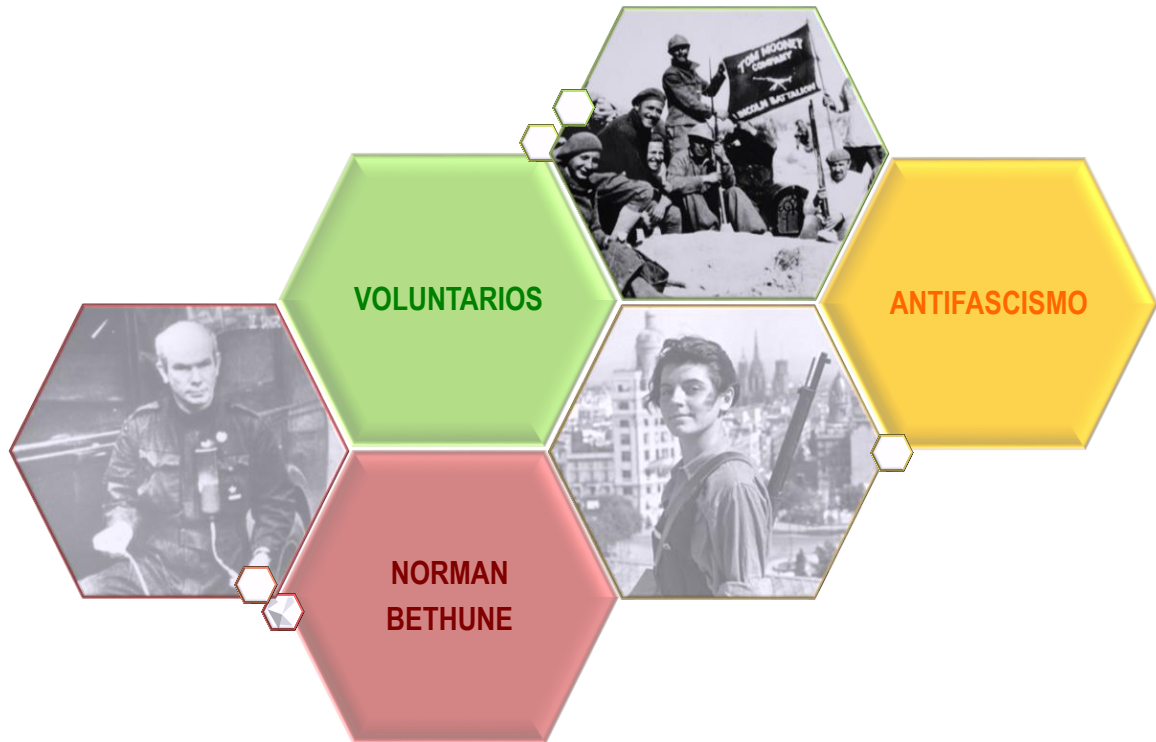 TOM MOONEY
COMPANY
LINCOLN BATTALION
VOLUNTARIOS
ANTIFASCISMO
NORMAN
BETHUNE